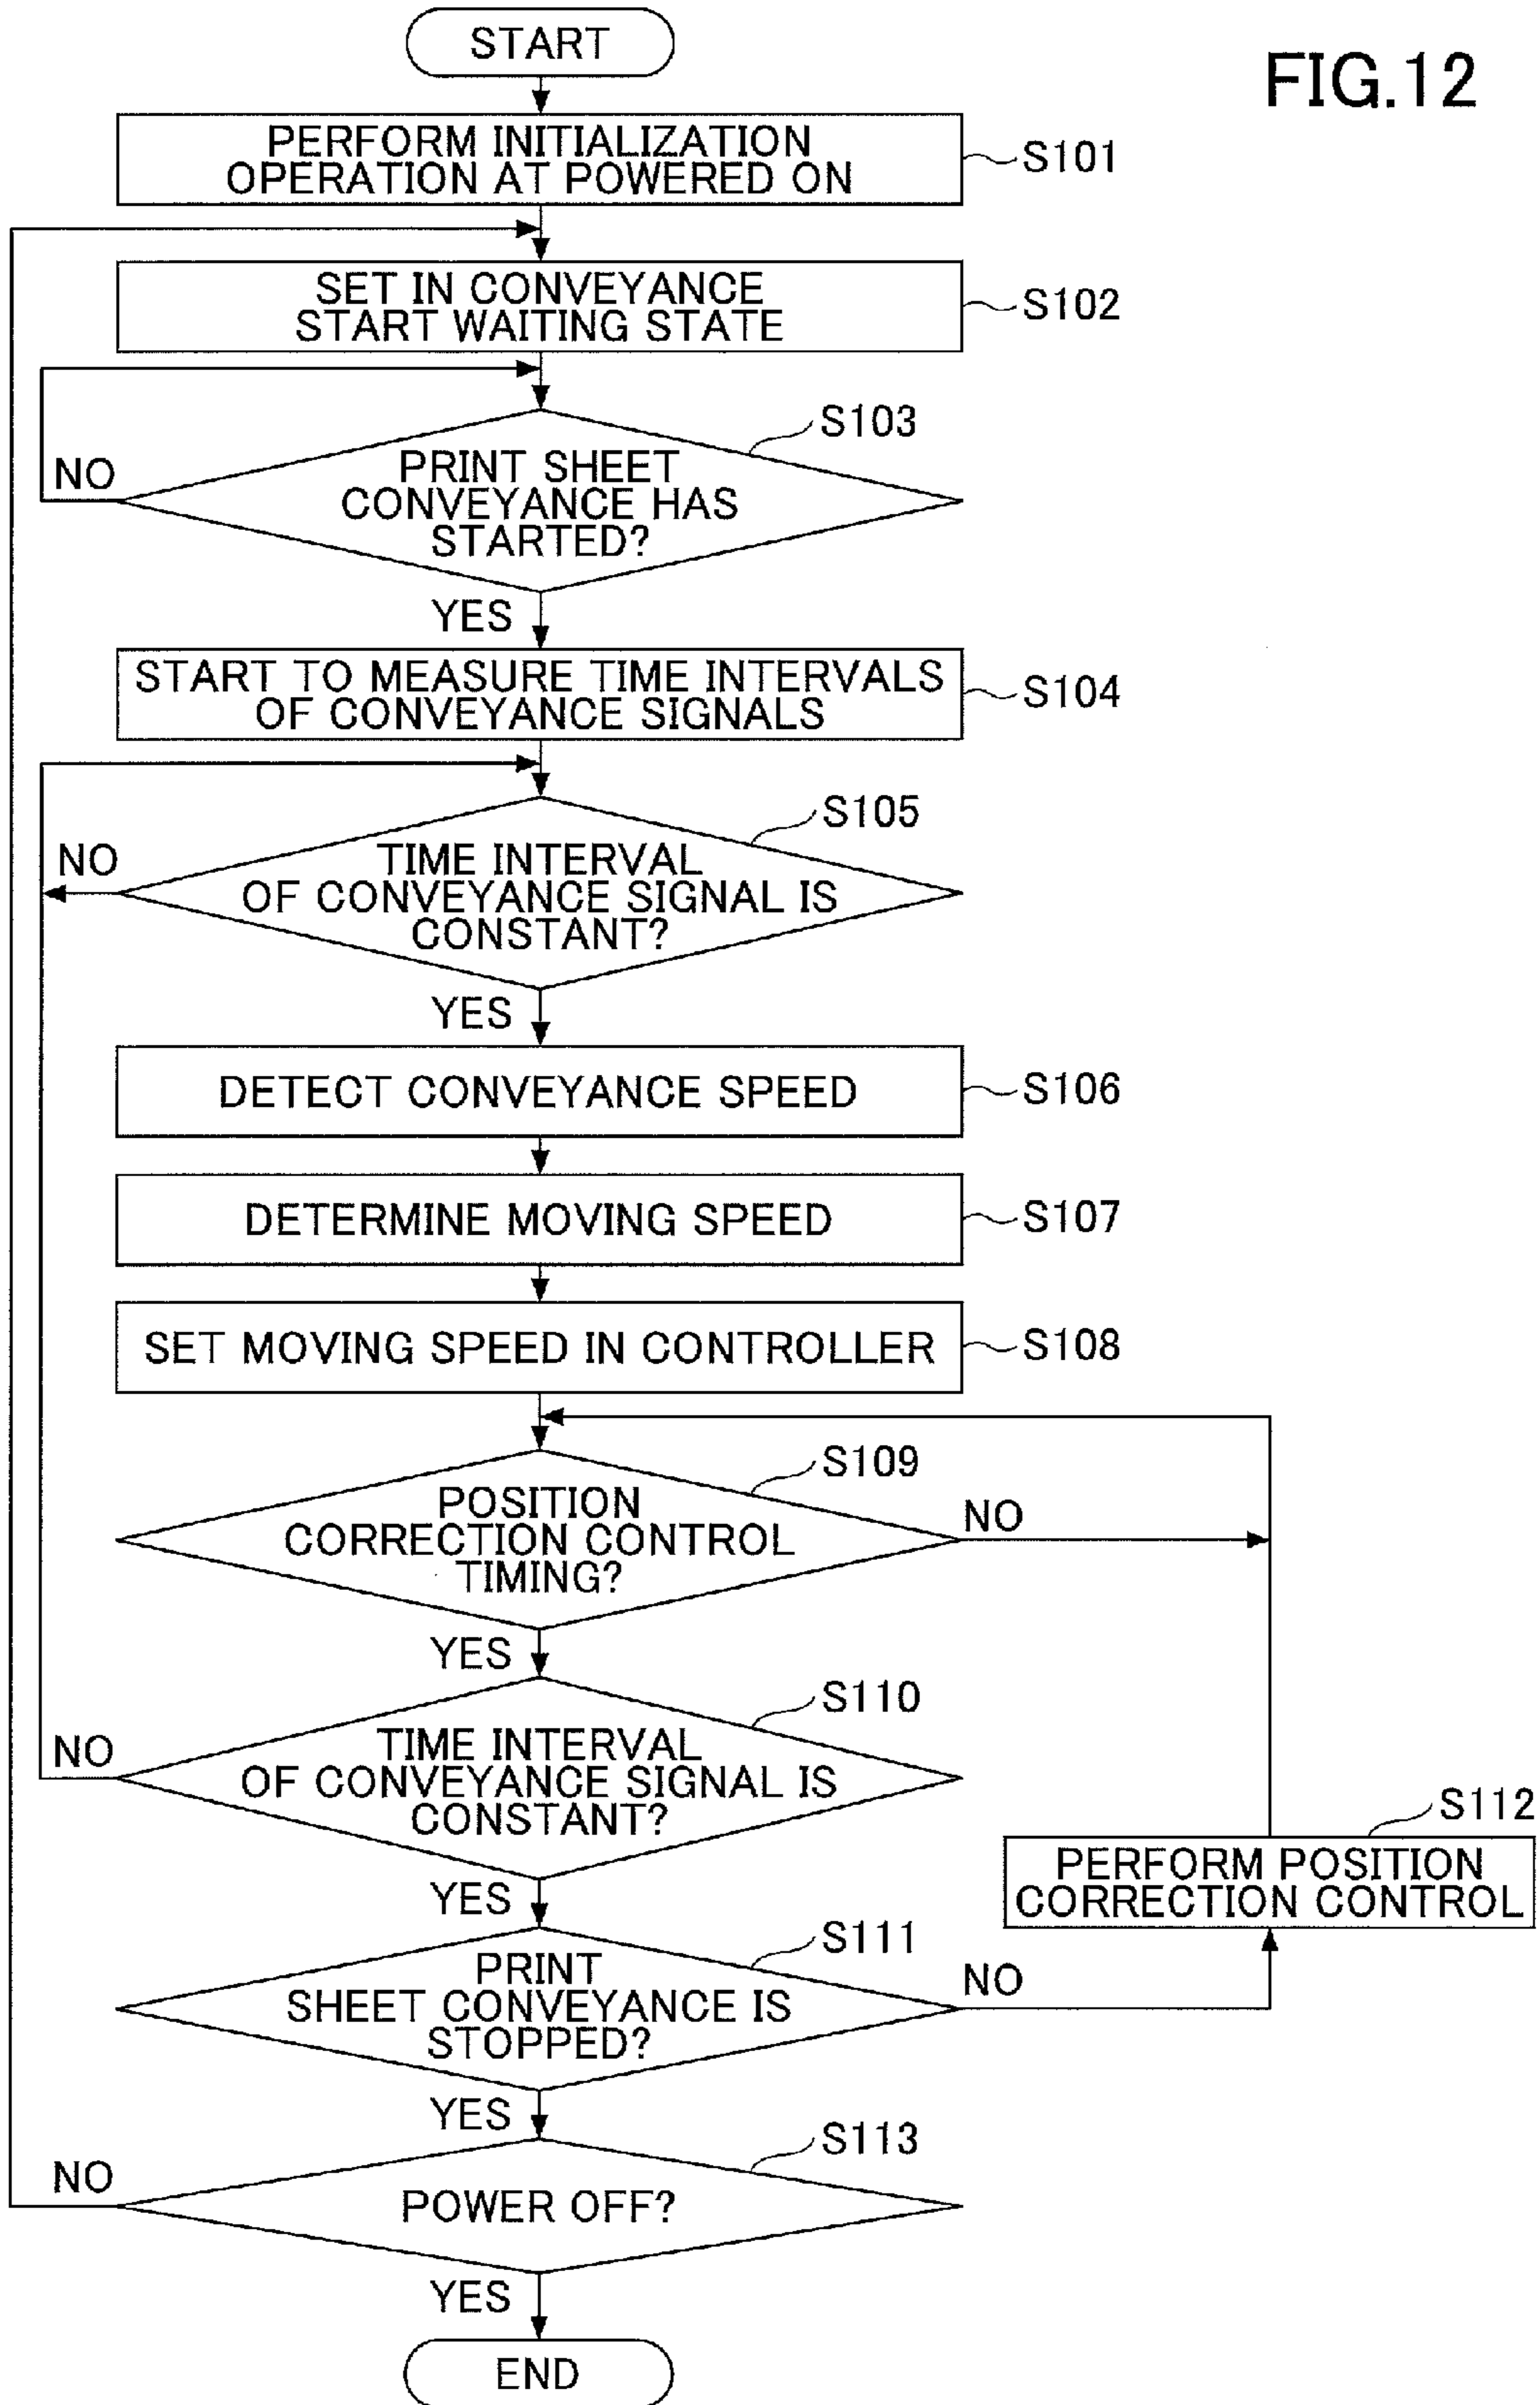 FIG.12
START
PERFORM INITIALIZATION
OPERATION AT POWERED ON
S101
SET IN CONVEYANCE
START WAITING STATE
S102
S103
PRINT SHEET
CONVEYANCE HAS
STARTED?
NO
YES
START TO MEASURE TIME INTERVALS
OF CONVEYANCE SIGNALS
S104
S105
TIME INTERVAL
OF CONVEYANCE SIGNAL IS
CONSTANT?
NO
YES
DETECT CONVEYANCE SPEED
S106
DETERMINE MOVING SPEED
S107
SET MOVING SPEED IN CONTROLLER
S108
S109
POSITION
CORRECTION CONTROL
TIMING?
NO
YES
S110
TIME INTERVAL
OF CONVEYANCE SIGNAL IS
CONSTANT?
NO
YES
S112
PERFORM POSITION
CORRECTION CONTROL
S111
PRINT
SHEET CONVEYANCE IS
STOPPED?
NO
YES
S113
POWER OFF?
NO
YES
END